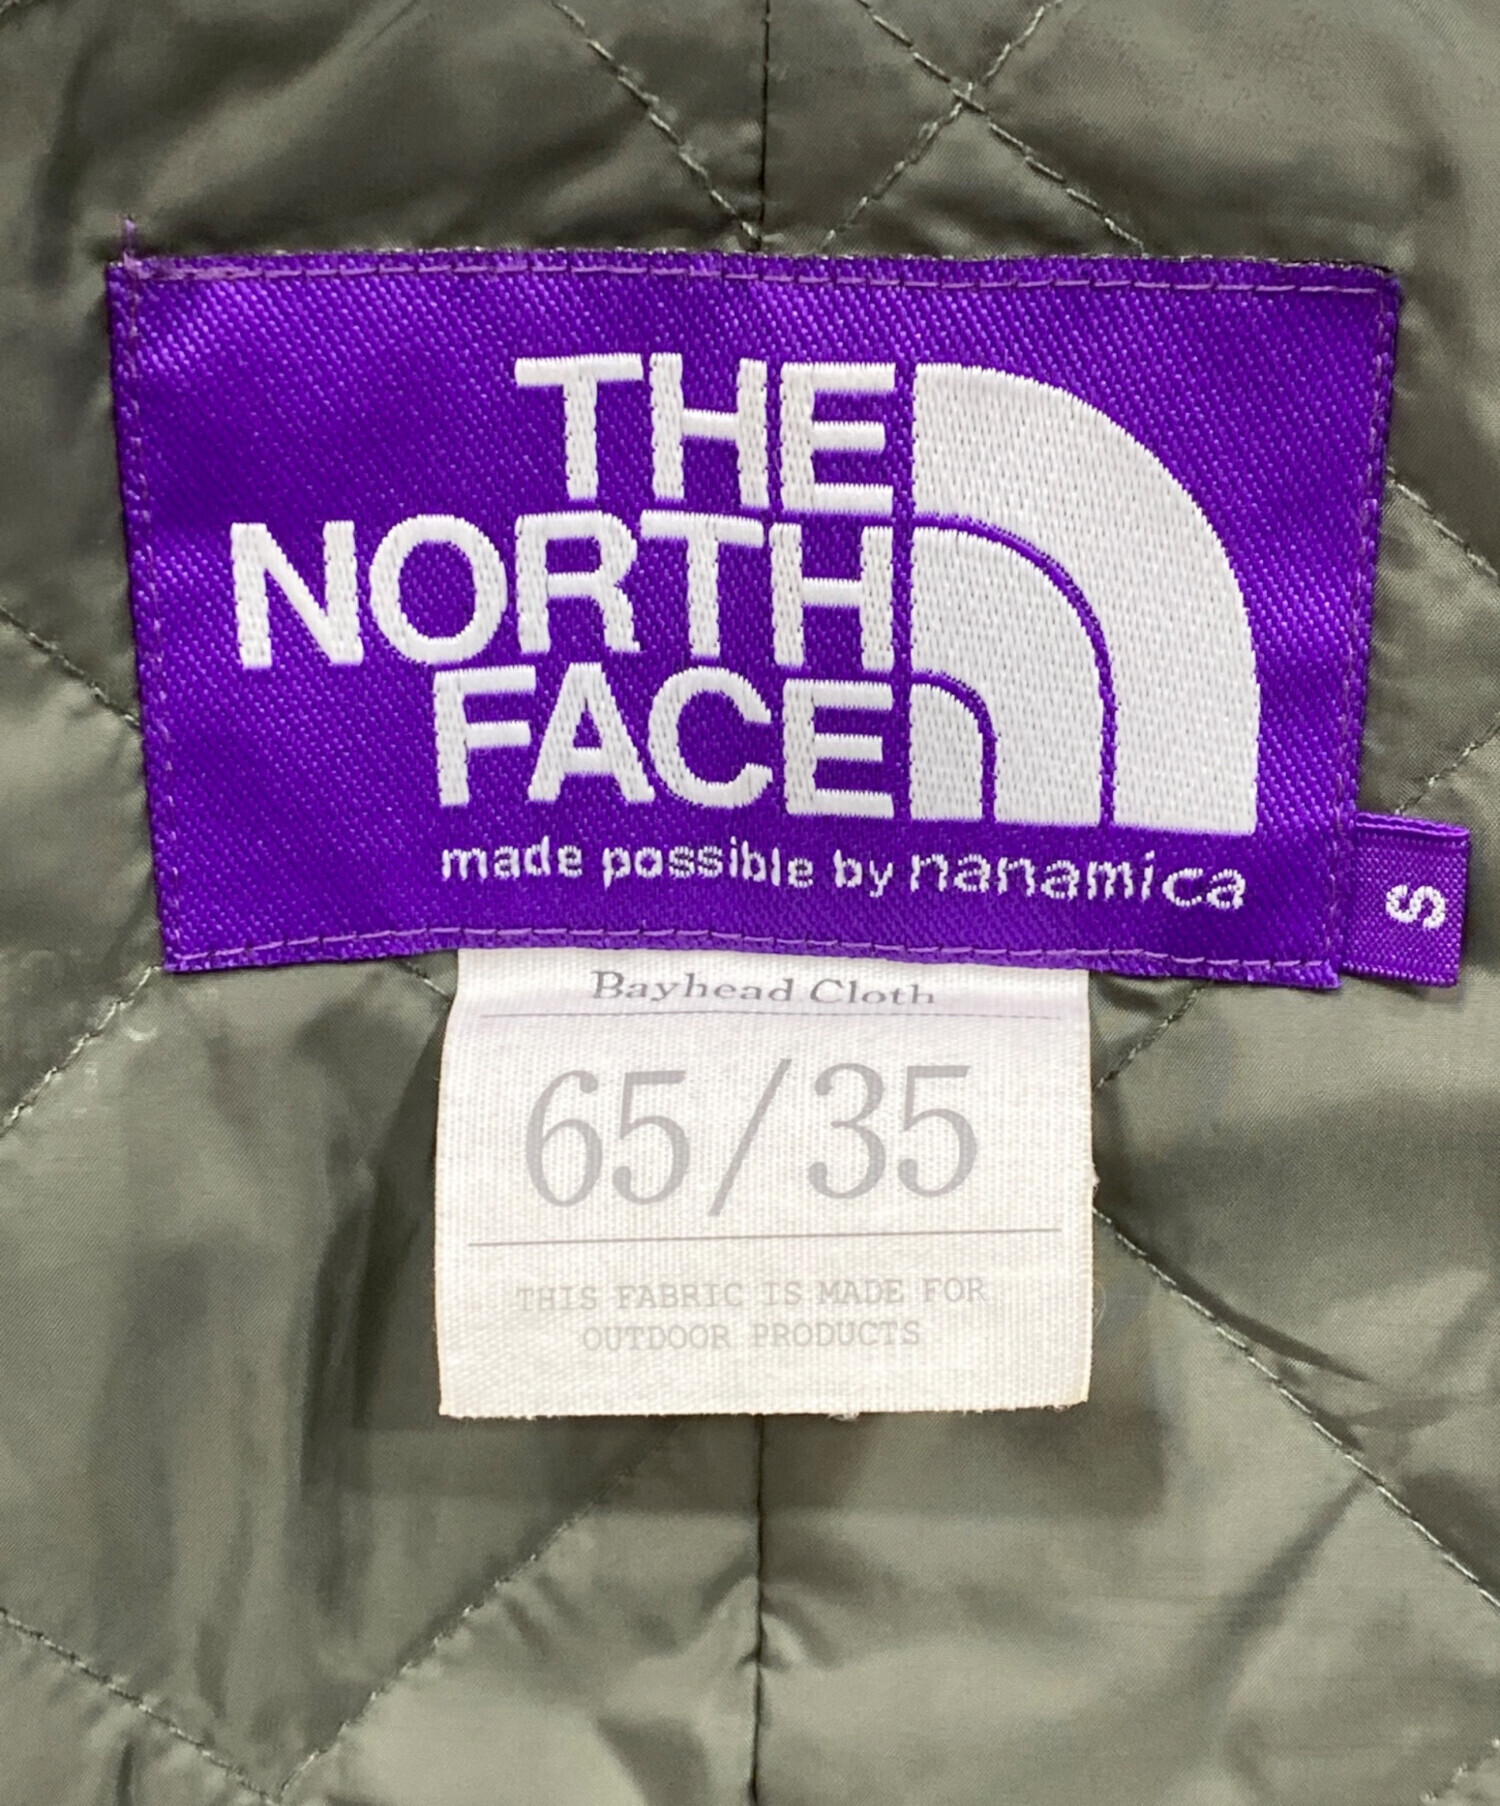 THE
NORTH
FACE
made possible by nanamica
S
Bayhead Cloth
65/35
THIS FABRIC IS MADE FOR
OUTDOOR PRODUCTS